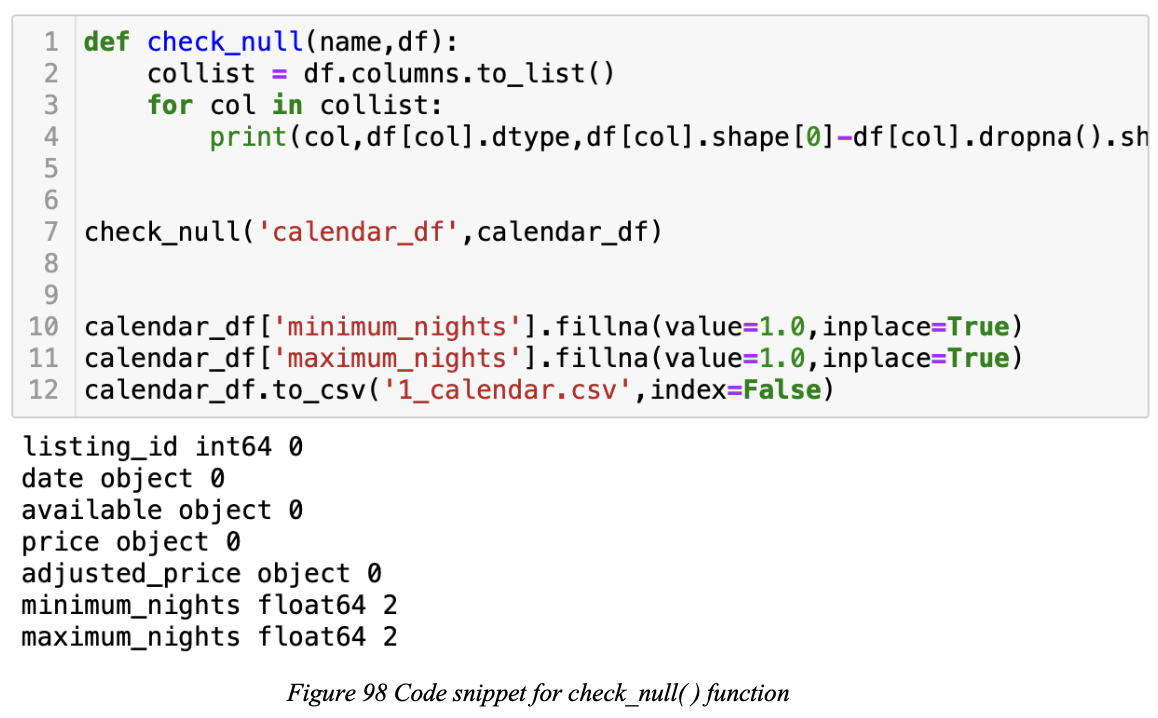 1 def check_null(name,df):
2     collist = df.columns.to_list()
3     for col in collist:
4         print(col,df[col].dtype,df[col].shape[0]-df[col].dropna().sh
5
6
7 check_null('calendar_df',calendar_df)
8
9
10 calendar_df['minimum_nights'].fillna(value=1.0,inplace=True)
11 calendar_df['maximum_nights'].fillna(value=1.0,inplace=True)
12 calendar_df.to_csv('1_calendar.csv',index=False)
listing_id int64 0
date object 0
available object 0
price object 0
adjusted_price object 0
minimum_nights float64 2
maximum_nights float64 2
Figure 98 Code snippet for check_null( ) function